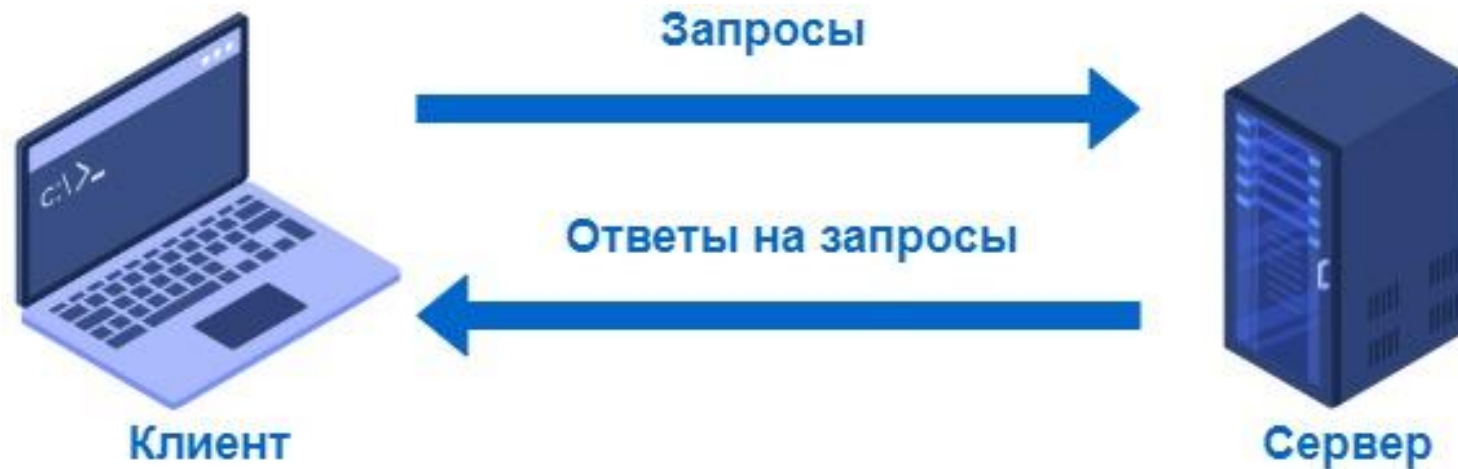 Запросы
c:\>_
Ответы на запросы
Клиент
Сервер